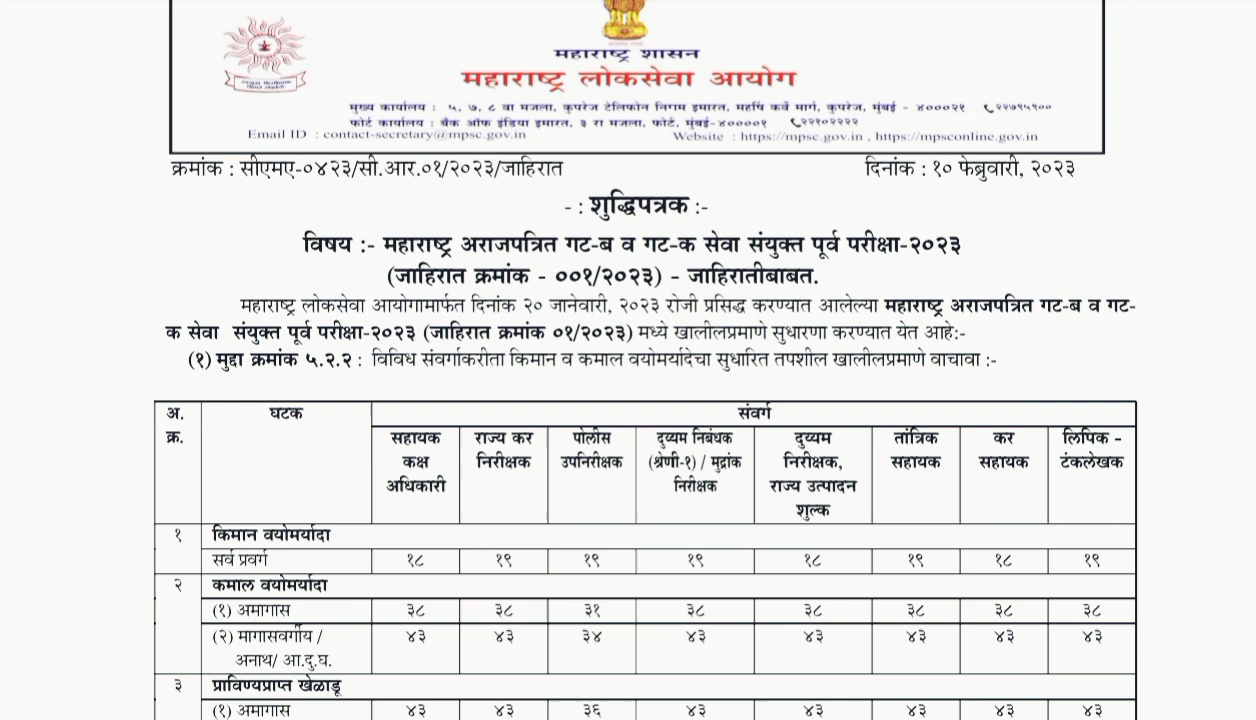 महाराष्ट्र शासन
महाराष्ट्र लोकसेवा आयोग
मुख्य कार्यालय : ५, ७, ८ वा मजला, कुपरेज टेलिफोन निगम इमारत, महर्षि कर्वे मार्ग, कुपरेज, मुंबई - ४०००२१ २२७९५९००
फोर्ट कार्यालय : बँक ऑफ इंडिया इमारत, ३ रा मजला, फोर्ट, मुंबई-४००००१ २२१०२२२२
Email ID : contact-secretary@mpsc.gov.in Website : https://mpsc.gov.in , https://mpsconline.gov.in
क्रमांक : सीएमए-०४२३/सी.आर.०१/२०२३/जाहिरात दिनांक : १० फेब्रुवारी, २०२३
- : शुद्धिपत्रक :-
विषय :- महाराष्ट्र अराजपत्रित गट-ब व गट-क सेवा संयुक्त पूर्व परीक्षा-२०२३
(जाहिरात क्रमांक - ००१/२०२३) - जाहिरातीबाबत.
महाराष्ट्र लोकसेवा आयोगामार्फत दिनांक २० जानेवारी, २०२३ रोजी प्रसिद्ध करण्यात आलेल्या महाराष्ट्र अराजपत्रित गट-ब व गट-
क सेवा संयुक्त पूर्व परीक्षा-२०२३ (जाहिरात क्रमांक ०१/२०२३) मध्ये खालीलप्रमाणे सुधारणा करण्यात येत आहे:-
(१) मुद्दा क्रमांक ५.२.२ : विविध संवर्गाकरीता किमान व कमाल वयोमर्यादेचा सुधारित तपशील खालीलप्रमाणे वाचावा :-
अ. घटक संवर्ग
क्र. सहायक राज्य कर पोलीस दुय्यम निबंधक दुय्यम तांत्रिक कर लिपिक -
कक्ष निरीक्षक उपनिरीक्षक (श्रेणी-१) / मुद्रांक निरीक्षक, सहायक सहायक टंकलेखक
अधिकारी निरीक्षक राज्य उत्पादन
शुल्क
१ किमान वयोमर्यादा
सर्व प्रवर्ग १८ १९ १९ १९ १८ १९ १८ १९
२ कमाल वयोमर्यादा
(१) अमागास ३८ ३८ ३१ ३८ ३८ ३८ ३८ ३८
(२) मागासवर्गीय / ४३ ४३ ३४ ४३ ४३ ४३ ४३ ४३
अनाथ/ आ.दु.घ.
३ प्राविण्यप्राप्त खेळाडू
(१) अमागास ४३ ४३ ३६ ४३ ४३ ४३ ४३ ४३